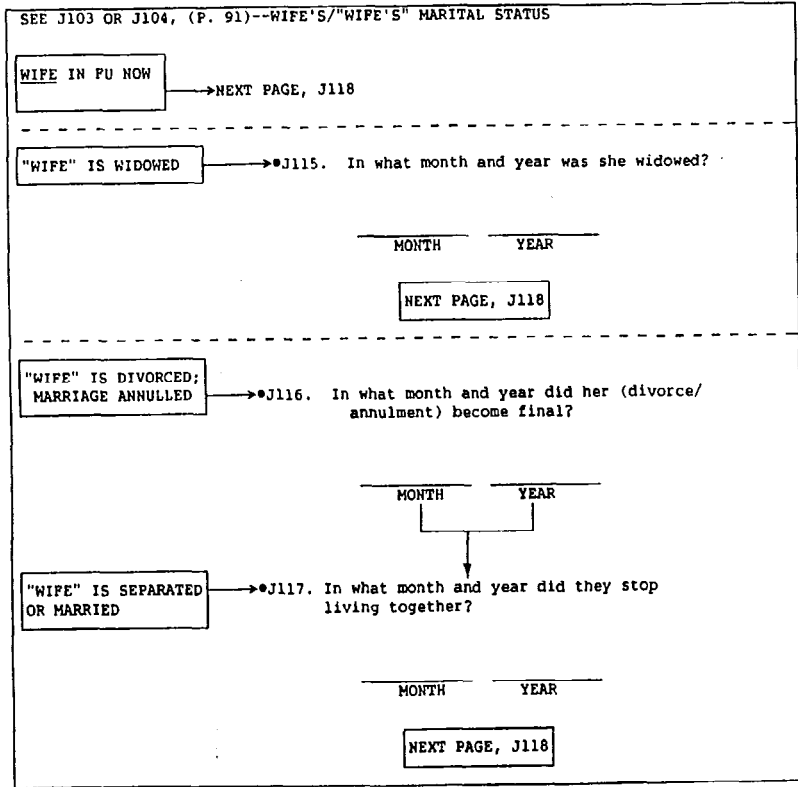 SEE J103 OR J104, (P. 91)--WIFE'S/"WIFE'S" MARITAL STATUS
WIFE IN FU NOW
NEXT PAGE, J118
"WIFE" IS WIDOWED
J115. In what month and year was she widowed?
MONTH YEAR
NEXT PAGE, J118
"WIFE" IS DIVORCED;
MARRIAGE ANNULLED
J116. In what month and year did her (divorce/
annulment) become final?
MONTH YEAR
"WIFE" IS SEPARATED
OR MARRIED
J117. In what month and year did they stop
living together?
MONTH YEAR
NEXT PAGE, J118